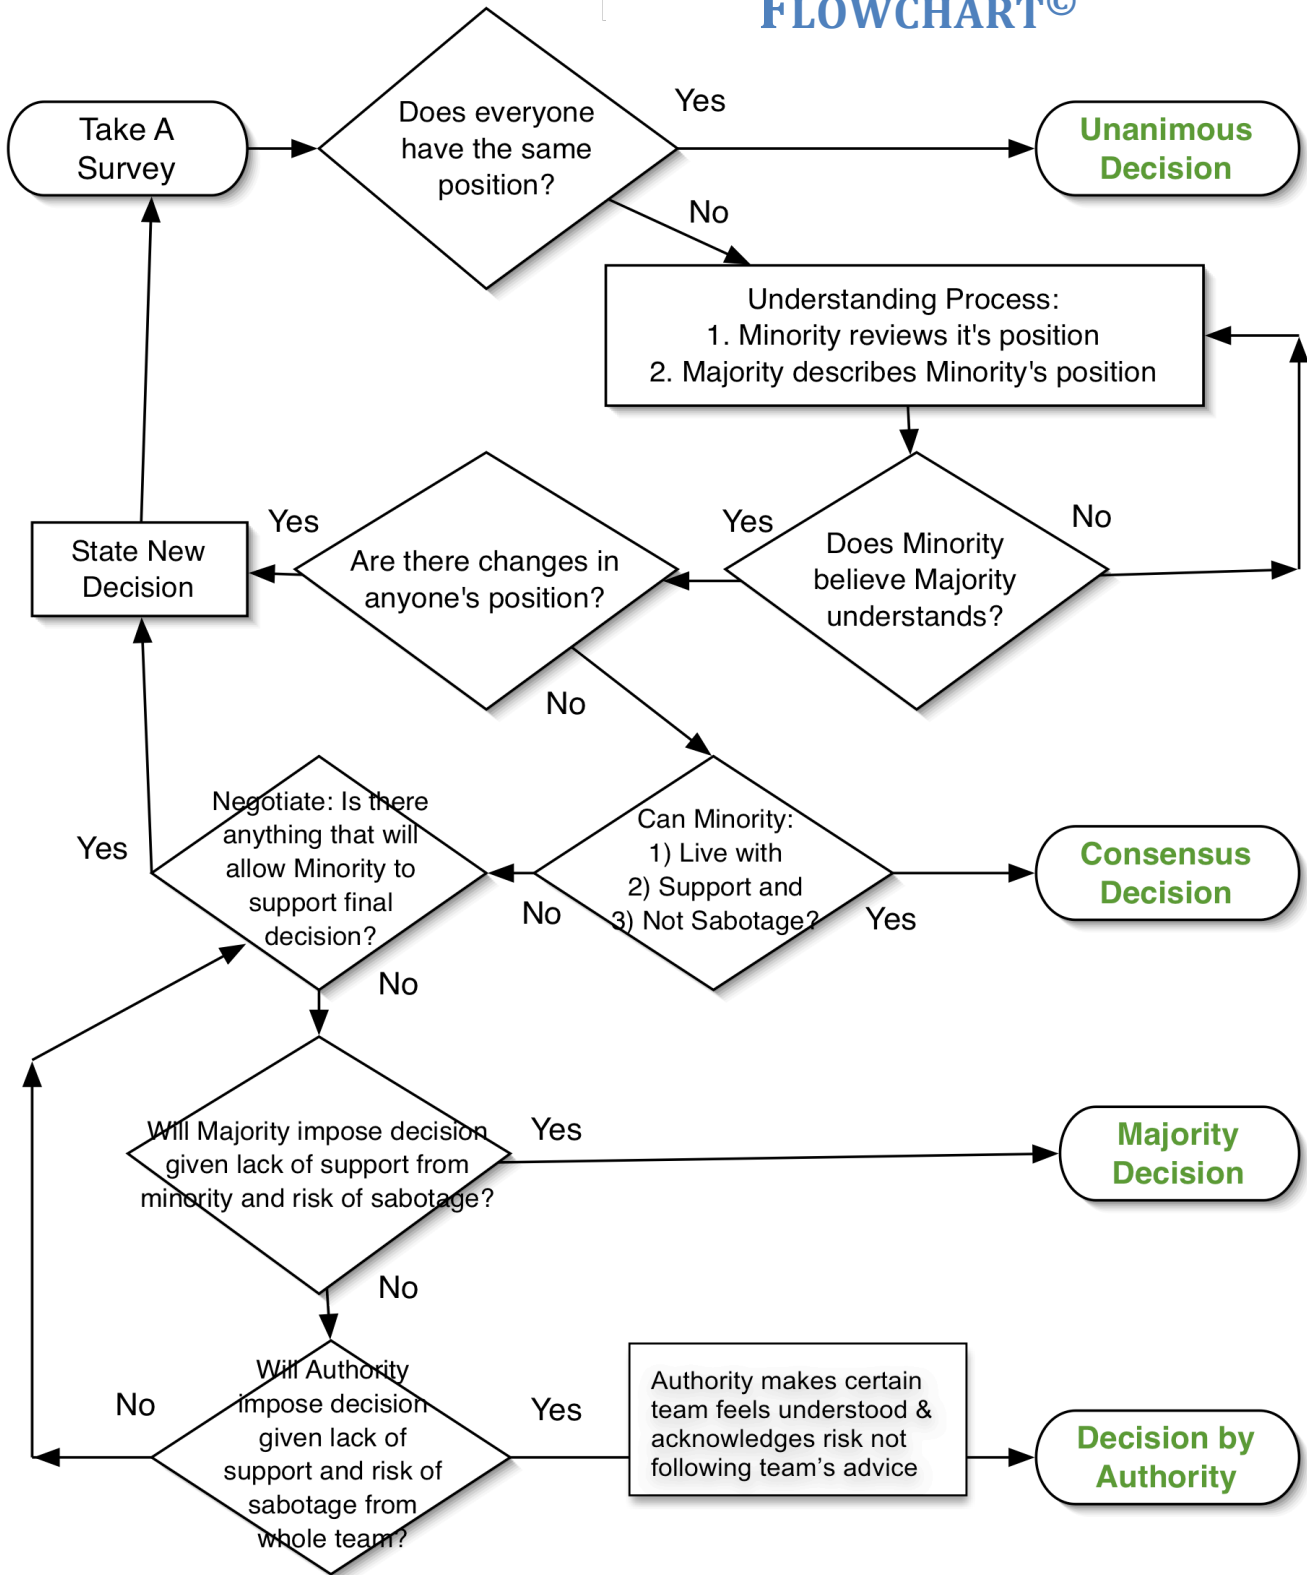 FLOWCHART©
Take A
Survey
Does everyone
have the same
position?
Yes
Unanimous
Decision
No
Understanding Process:
1. Minority reviews it's position
2. Majority describes Minority's position
State New
Decision
Yes
Are there changes in
anyone's position?
Yes
Does Minority
believe Majority
understands?
No
No
Negotiate: Is there
anything that will
allow Minority to
support final
decision?
Yes
Can Minority:
1) Live with
2) Support and
3) Not Sabotage?
No
Yes
Consensus
Decision
No
Will Majority impose decision
given lack of support from
minority and risk of sabotage?
Yes
Majority
Decision
No
Will Authority
impose decision
given lack of
support and risk of
sabotage from
whole team?
No
Yes
Authority makes certain
team feels understood &
acknowledges risk not
following team’s advice
Decision by
Authority